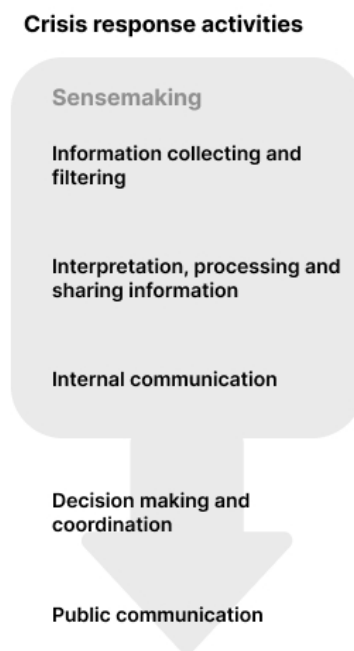 Crisis response activities
Sensemaking
Information collecting and
filtering
Interpretation, processing and
sharing information
Internal communication
Decision making and
coordination
Public communication